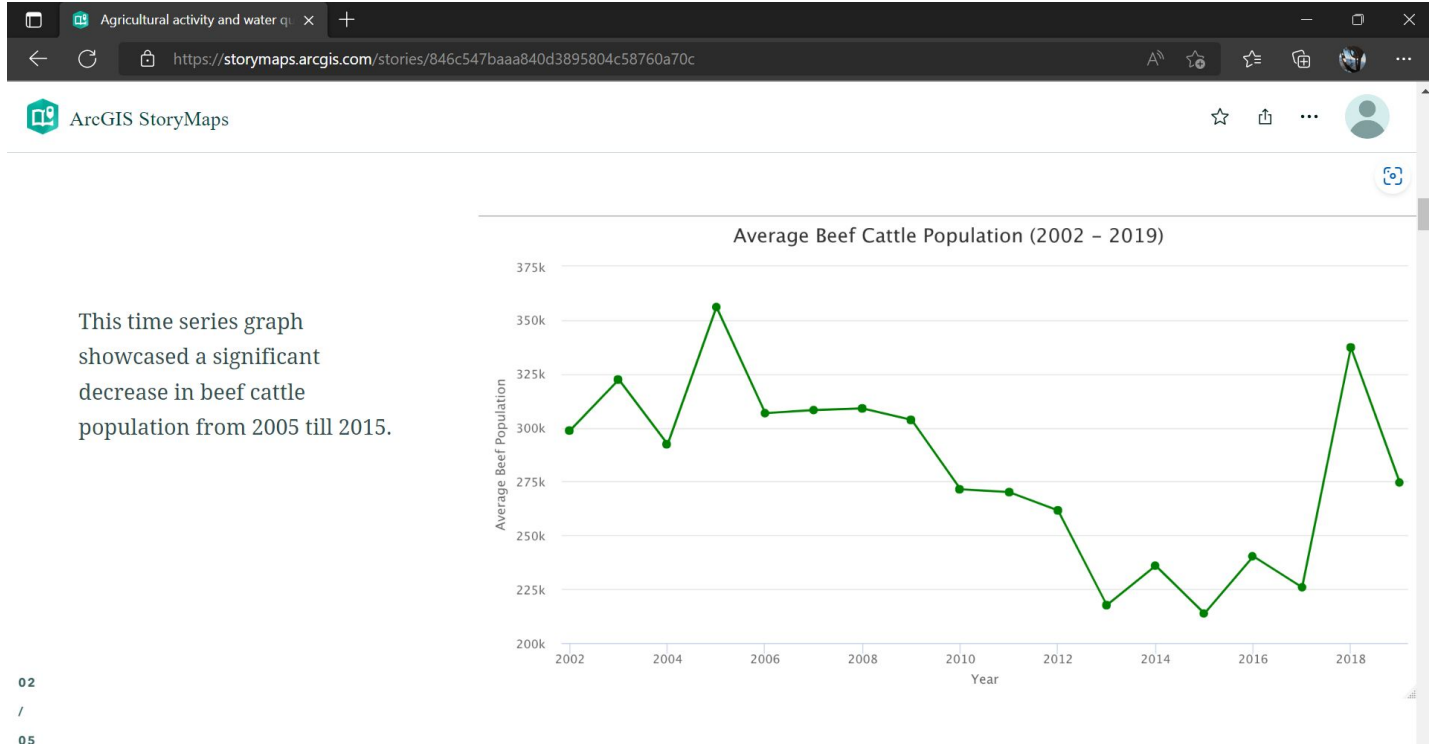 Agricultural activity and water qu
https://storymaps.arcgis.com/stories/846c547baaa840d3895804c58760a70c
ArcGIS StoryMaps
This time series graph
showcased a significant
decrease in beef cattle
population from 2005 till 2015.
Average Beef Cattle Population (2002 – 2019)
Average Beef Population
375k
350k
325k
300k
275k
250k
225k
200k
2002 2004 2006 2008 2010 2012 2014 2016 2018
Year
02
/
05